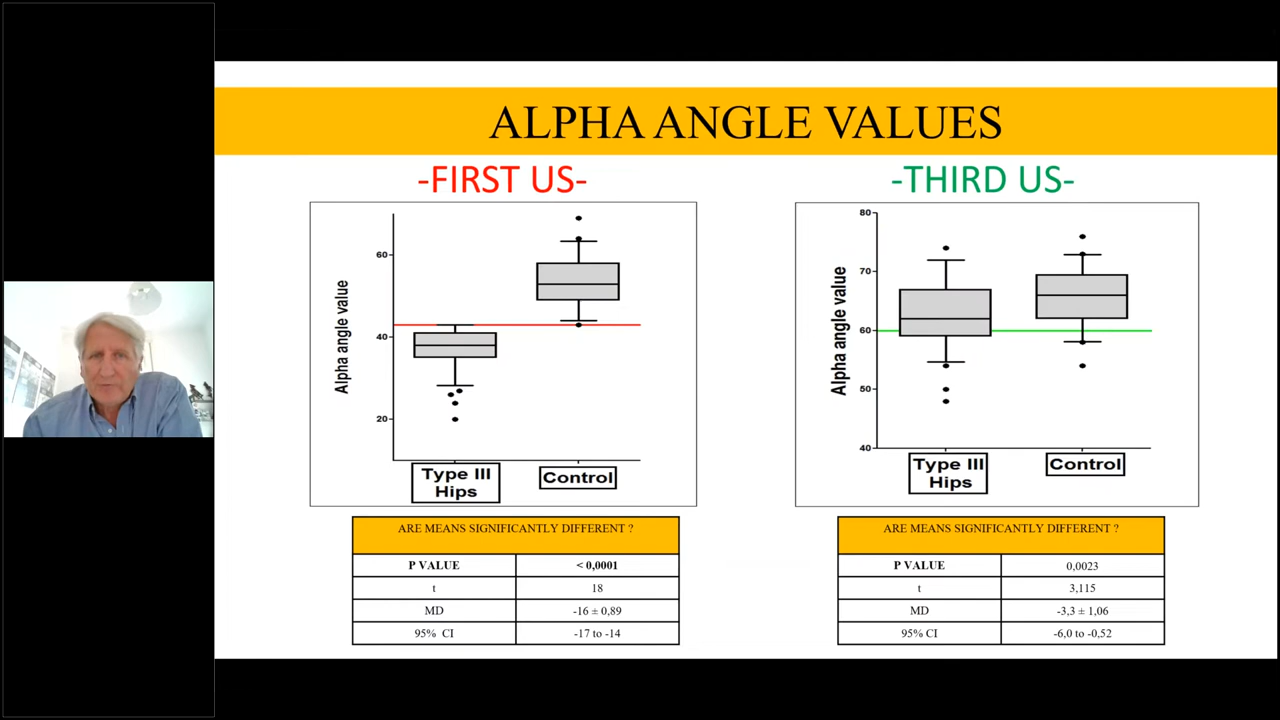 ALPHA ANGLE VALUES
-FIRST US-
60
40
20
Alpha angle value
Type III
Hips
Control
ARE MEANS SIGNIFICANTLY DIFFERENT ?
P VALUE < 0,0001
t 18
MD -16 ± 0,89
95% CI -17 to -14
-THIRD US-
80
70
60
50
40
Alpha angle value
Type III
Hips
Control
ARE MEANS SIGNIFICANTLY DIFFERENT ?
P VALUE 0,0023
t 3,115
MD -3,3 ± 1,06
95% CI -6,0 to -0,52